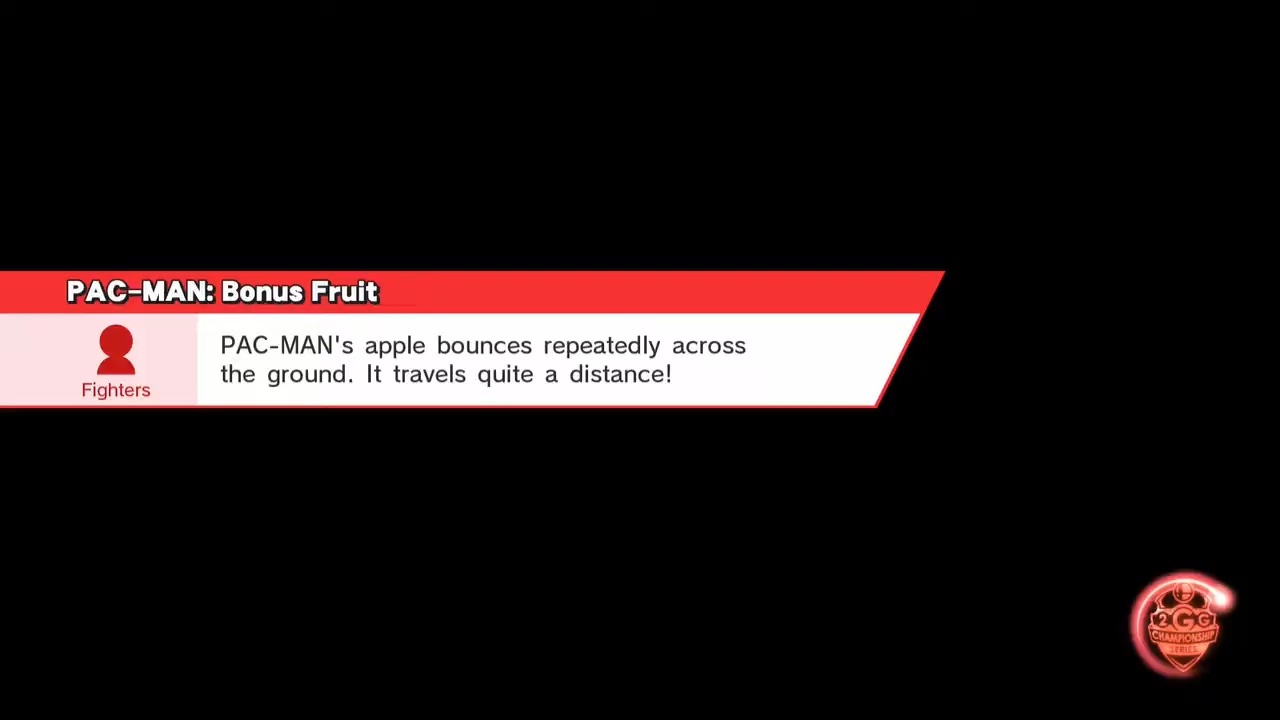 PAC-MAN: Bonus Fruit
PAC-MAN's apple bounces repeatedly across
the ground. It travels quite a distance!
Fighters
2GG
CHAMPIONSHIP
SERIES